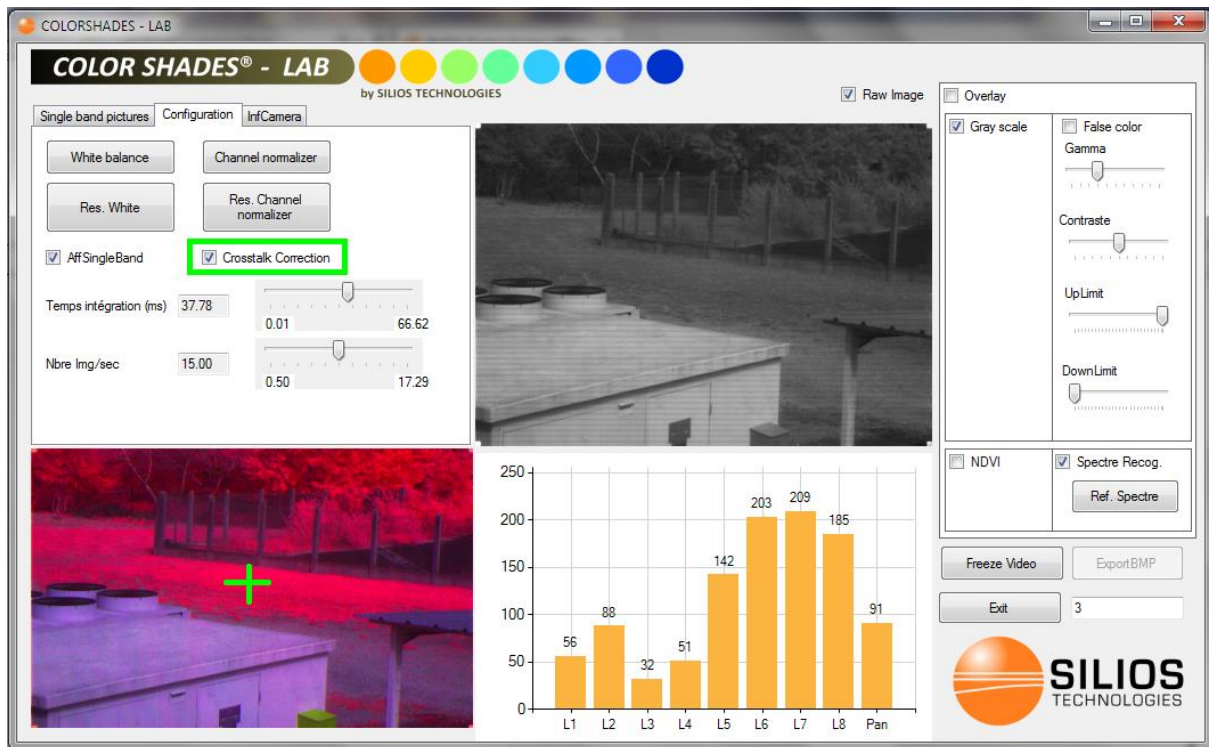 COLORSHADES - LAB
COLOR SHADES® - LAB
by SILIOS TECHNOLOGIES
Raw Image
Single band pictures Configuration InfCamera
White balance Channel normalizer
Res. White Res. Channel normalizer
AffSingleBand Crosstalk Correction
Temps intégration (ms) 37.78
0.01 66.62
Nbre Img/sec 15.00
0.50 17.29
Overlay
Gray scale False color
Gamma
Contraste
UpLimit
DownLimit
NDVI Spectre Recog.
Ref. Spectre
Freeze Video ExportBMP
Exit 3
250
200
150
100
50
0
56 88 32 51 142 203 209 185 91
L1 L2 L3 L4 L5 L6 L7 L8 Pan
SILIOS
TECHNOLOGIES